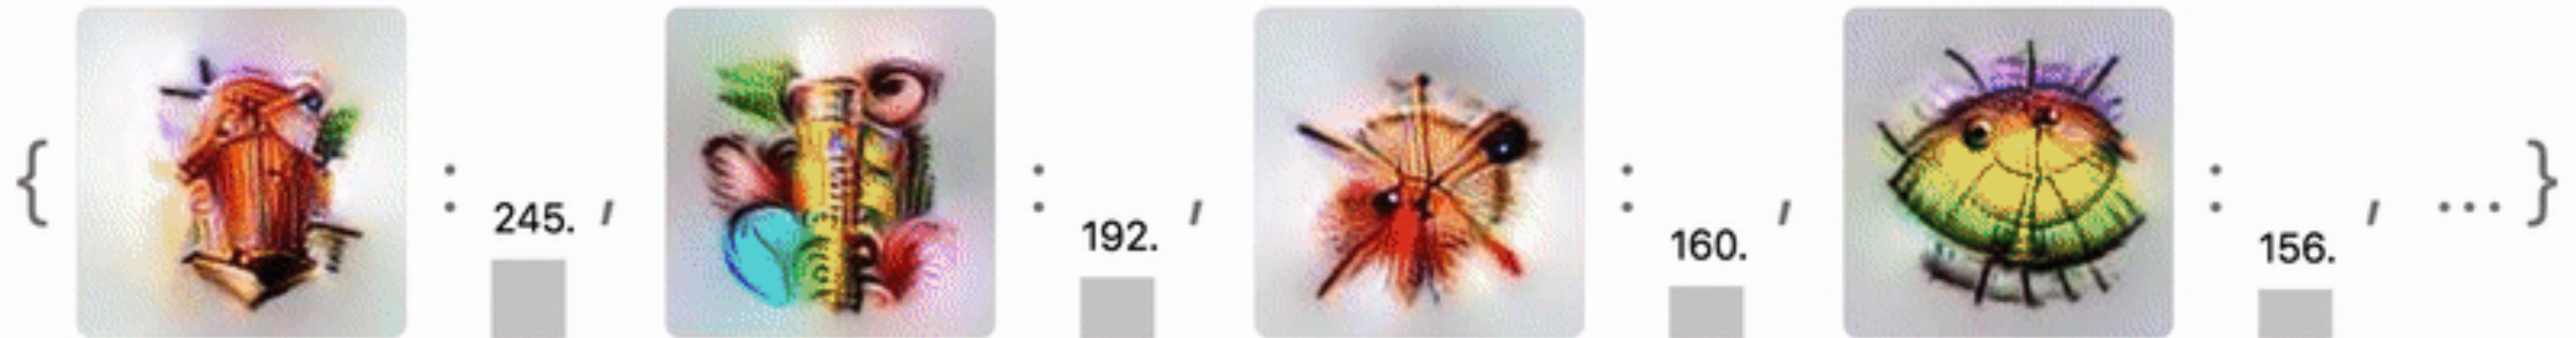 { : 245. , : 192. , : 160. , : 156. , ... }